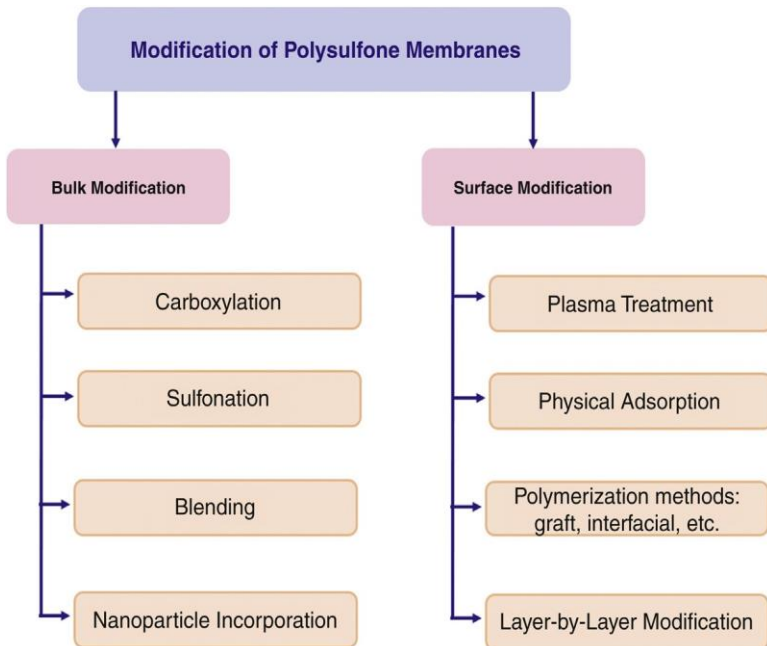 Modification of Polysulfone Membranes
Bulk Modification
Carboxylation
Sulfonation
Blending
Nanoparticle Incorporation
Surface Modification
Plasma Treatment
Physical Adsorption
Polymerization methods:
graft, interfacial, etc.
Layer-by-Layer Modification